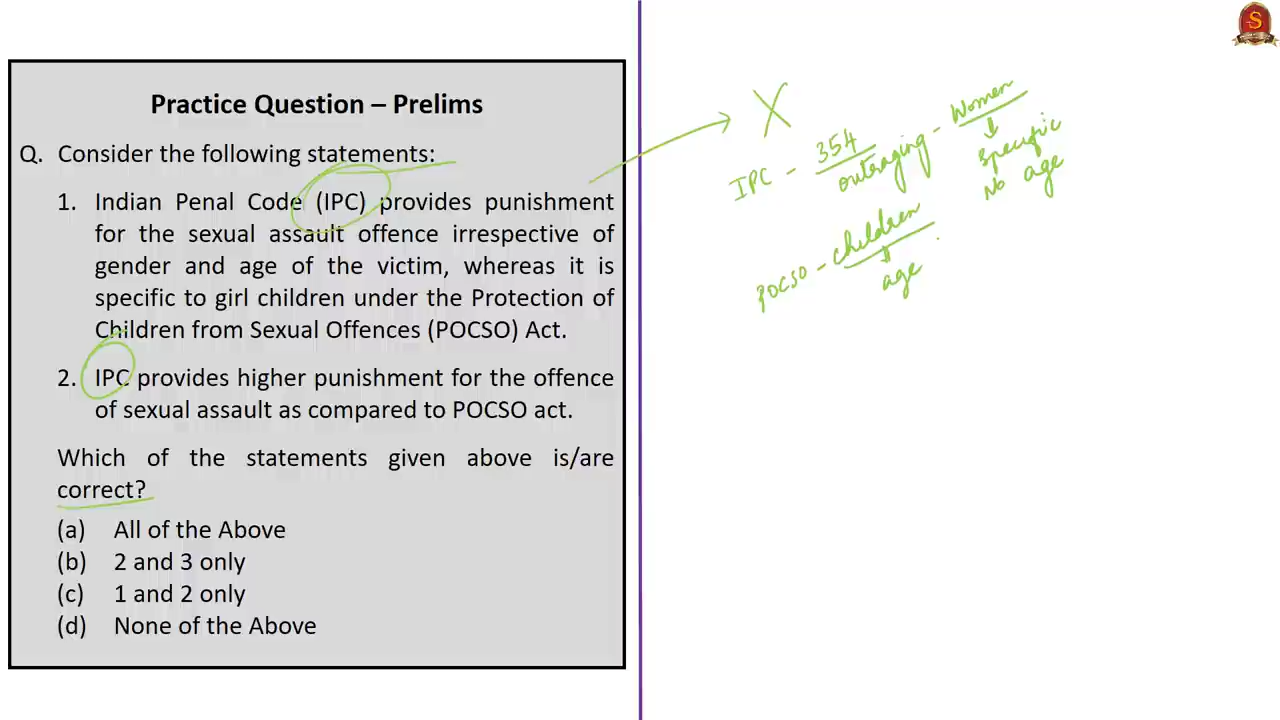 Practice Question – Prelims
Q. Consider the following statements:
1. Indian Penal Code (IPC) provides punishment
for the sexual assault offence irrespective of
gender and age of the victim, whereas it is
specific to girl children under the Protection of
Children from Sexual Offences (POCSO) Act.
2. IPC provides higher punishment for the offence
of sexual assault as compared to POCSO act.
Which of the statements given above is/are
correct?
(a) All of the Above
(b) 2 and 3 only
(c) 1 and 2 only
(d) None of the Above
S
X
IPC - 354 - Women
outraging
specific
No age
POCSO - children
age